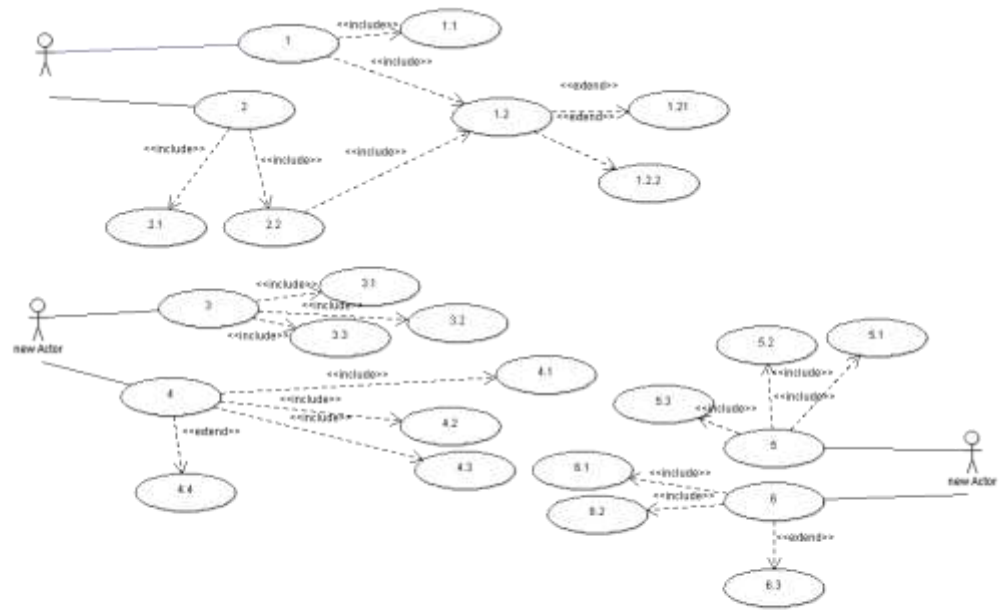 <<include>>
1.1
1
<<include>>
<<extend>>
2
1.2
1.21
<<extend>>
<<include>>
<<include>>
<<include>>
1.2.2
2.1
2.2
<<include>>
3.1
3
<<include>>
3.2
<<include>>
3.3
new Actor
5.2
5.1
4.1
<<include>>
<<include>>
4
<<include>>
<<include>>
5.3
<<include>>
<<include>>
4.2
<<extend>>
5
4.3
6.1
<<include>>
new Actor
4.4
<<include>>
6
6.2
<<extend>>
6.3